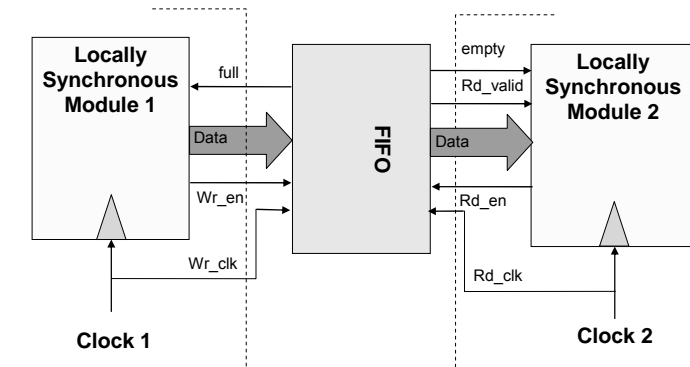 Locally
Synchronous
Module 1
full
Data
Wr_en
Wr_clk
Clock 1
FIFO
empty
Rd_valid
Data
Rd_en
Rd_clk
Locally
Synchronous
Module 2
Clock 2